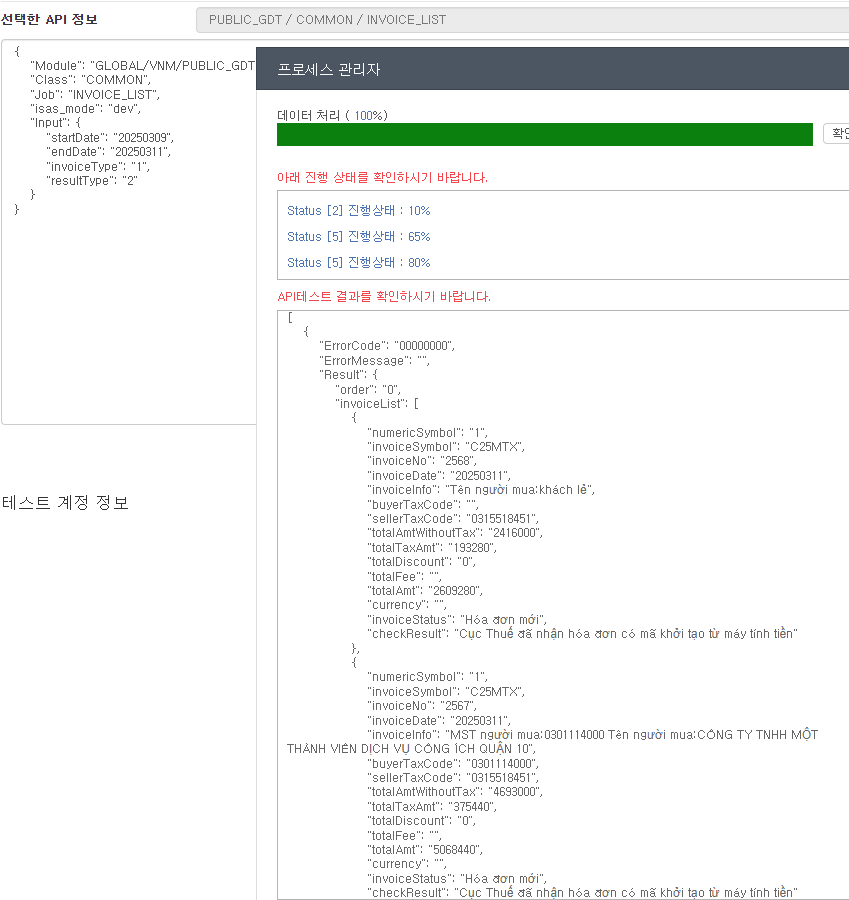 선택한 API 정보
PUBLIC_GDT / COMMON / INVOICE_LIST
{
"Module": "GLOBAL/VNM/PUBLIC_GDT
"Class": "COMMON",
"Job": "INVOICE_LIST",
"isas_mode": "dev",
"Input": {
"startDate": "20250309",
"endDate": "20250311",
"invoiceType": "1",
"resultType": "2"
}
}
테스트 계정 정보
프로세스 관리자
데이터 처리 ( 100%)
아래 진행 상태를 확인하시기 바랍니다.
Status [2] 진행상태 : 10%
Status [5] 진행상태 : 65%
Status [5] 진행상태 : 80%
API테스트 결과를 확인하시기 바랍니다.
[
{
"ErrorCode": "00000000",
"ErrorMessage": "",
"Result": {
"order": "0",
"invoiceList": [
{
"numericSymbol": "1",
"invoiceSymbol": "C25MTX",
"invoiceNo": "2568",
"invoiceDate": "20250311",
"invoiceInfo": "Tên người mua:khách lẻ",
"buyerTaxCode": "",
"sellerTaxCode": "0315518451",
"totalAmtWithoutTax": "2416000",
"totalTaxAmt": "193280",
"totalDiscount": "0",
"totalFee": "",
"totalAmt": "2609280",
"currency": "",
"invoiceStatus": "Hóa đơn mới",
"checkResult": "Cục Thuế đã nhận hóa đơn có mã khởi tạo từ máy tính tiền"
},
{
"numericSymbol": "1",
"invoiceSymbol": "C25MTX",
"invoiceNo": "2567",
"invoiceDate": "20250311",
"invoiceInfo": "MST người mua:0301114000 Tên người mua:CÔNG TY TNHH MỘT
THÀNH VIÊN DỊCH VỤ CÔNG ÍCH QUẬN 10",
"buyerTaxCode": "0301114000",
"sellerTaxCode": "0315518451",
"totalAmtWithoutTax": "4693000",
"totalTaxAmt": "375440",
"totalDiscount": "0",
"totalFee": "",
"totalAmt": "5068440",
"currency": "",
"invoiceStatus": "Hóa đơn mới",
"checkResult": "Cục Thuế đã nhận hóa đơn có mã khởi tạo từ máy tính tiền"